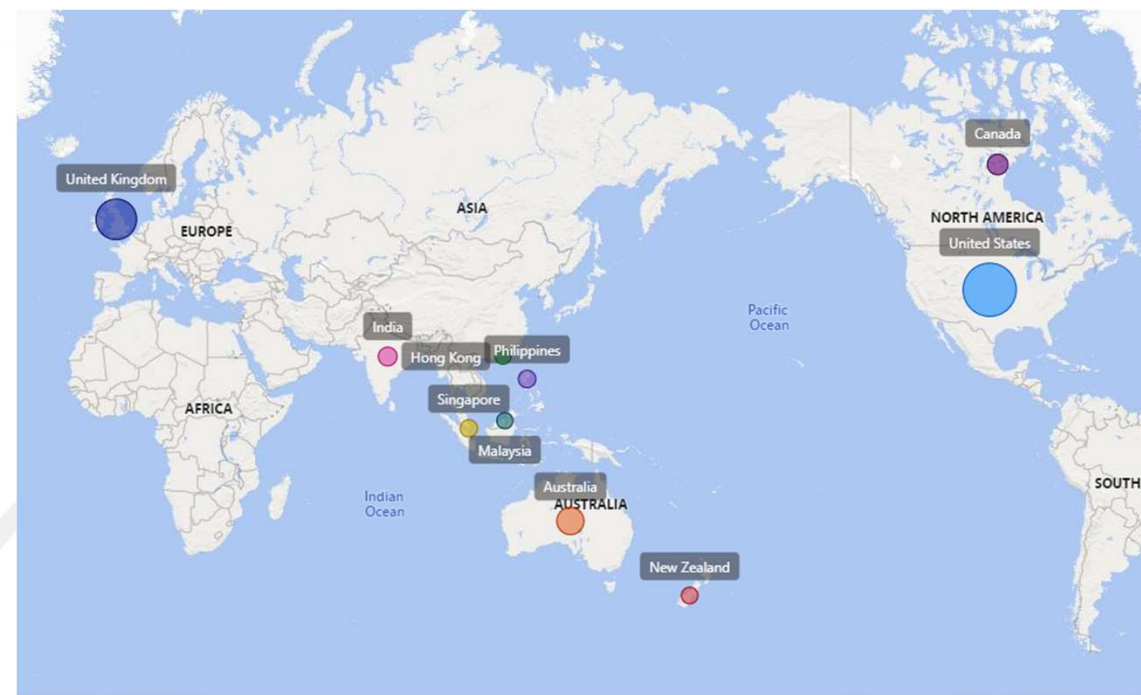 Canada
United Kingdom
ASIA
NORTH AMERICA
EUROPE
United States
Pacific
Ocean
India
Hong Kong
Philippines
Singapore
AFRICA
Malaysia
Indian
Ocean
Australia
AUSTRALIA
SOUTH
New Zealand